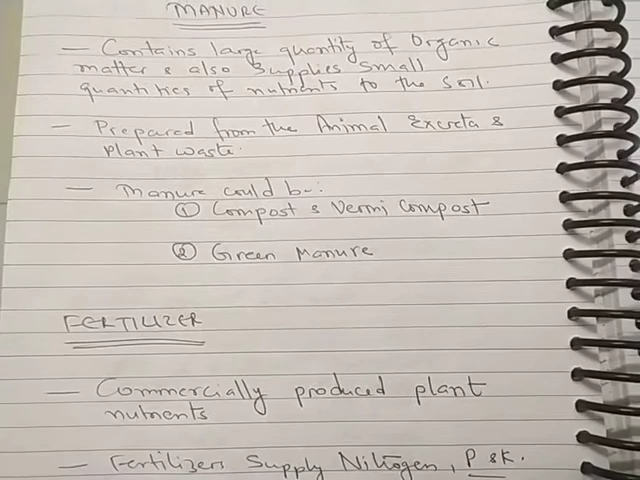 MANURE
— Contains large quantity of Organic
matter & also Supplies Small
quantities of nutrients to the Soil.
— Prepared from the Animal Excreta &
Plant waste.
— Manure could be:
① Compost & Vermi Compost
② Green Manure
FERTILIZER
— Commercially produced plant
nutrients
— Fertilizers Supply Nitrogen, P & K.